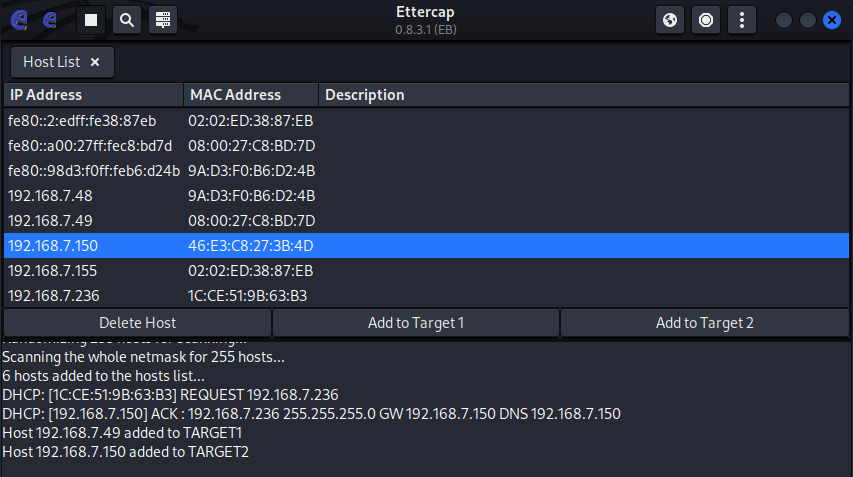 Ettercap
0.8.3.1 (EB)
Host List ×
IP Address MAC Address Description
fe80::2:edff:fe38:87eb 02:02:ED:38:87:EB
fe80::a00:27ff:fec8:bd7d 08:00:27:C8:BD:7D
fe80::98d3:f0ff:feb6:d24b 9A:D3:F0:B6:D2:4B
192.168.7.48 9A:D3:F0:B6:D2:4B
192.168.7.49 08:00:27:C8:BD:7D
192.168.7.150 46:E3:C8:27:3B:4D
192.168.7.155 02:02:ED:38:87:EB
192.168.7.236 1C:CE:51:9B:63:B3
Delete Host Add to Target 1 Add to Target 2
Randomizing 255 hosts for scanning...
Scanning the whole netmask for 255 hosts...
6 hosts added to the hosts list...
DHCP: [1C:CE:51:9B:63:B3] REQUEST 192.168.7.236
DHCP: [192.168.7.150] ACK : 192.168.7.236 255.255.255.0 GW 192.168.7.150 DNS 192.168.7.150
Host 192.168.7.49 added to TARGET1
Host 192.168.7.150 added to TARGET2